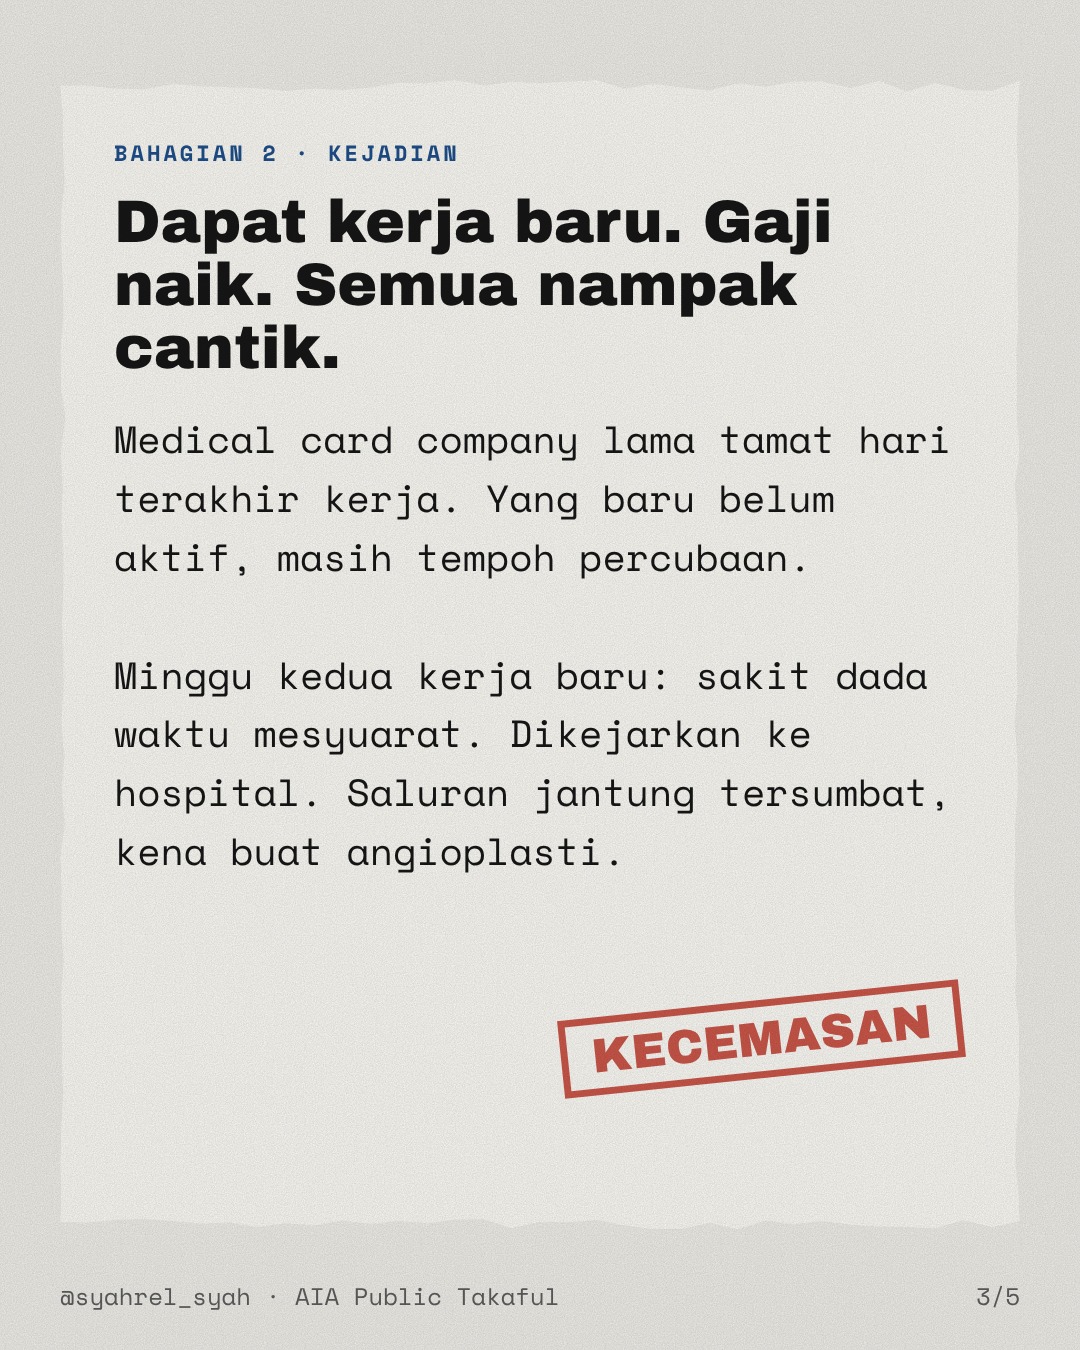 BAHAGIAN 2 · KEJADIAN
Dapat kerja baru. Gaji
naik. Semua nampak
cantik.
Medical card company lama tamat hari
terakhir kerja. Yang baru belum
aktif, masih tempoh percubaan.
Minggu kedua kerja baru: sakit dada
waktu mesyuarat. Dikejarkan ke
hospital. Saluran jantung tersumbat,
kena buat angioplasti.
KECEMASAN
@syahrel_syah · AIA Public Takaful
3/5